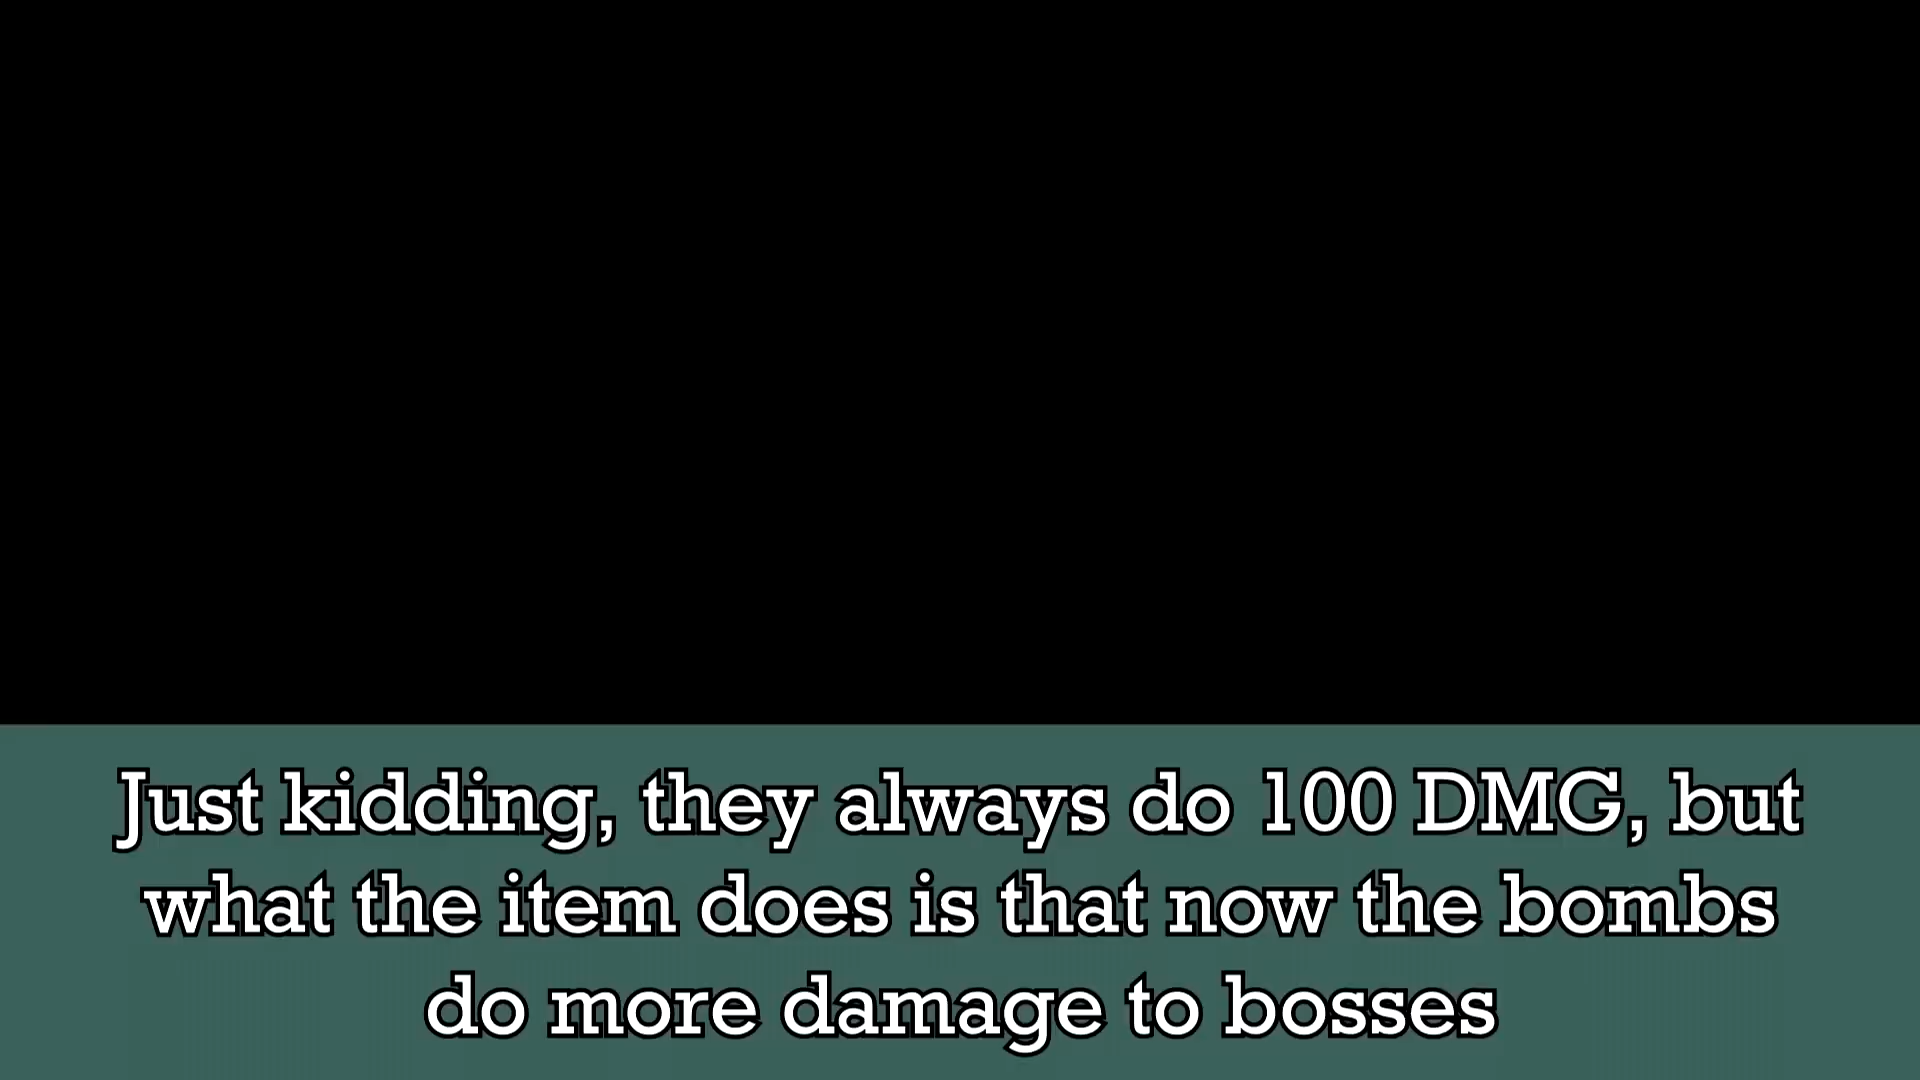 Just kidding, they always do 100 DMG, but
what the item does is that now the bombs
do more damage to bosses